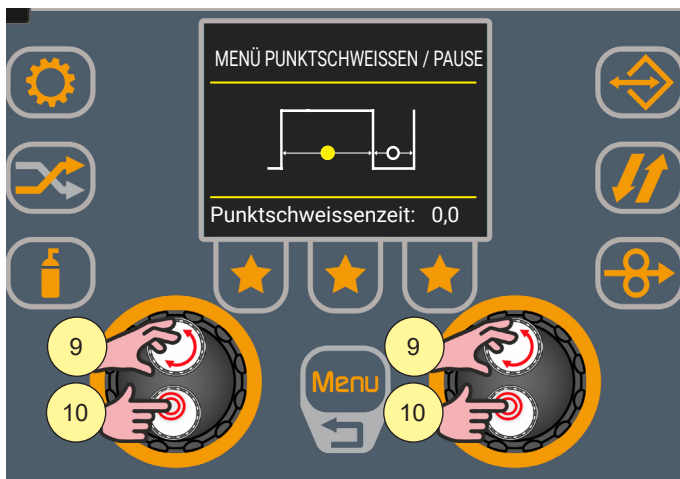 MENÜ PUNKTSCHWEISSEN / PAUSE
Punktschweissenzeit: 0,0
9
9
10
10
Menu